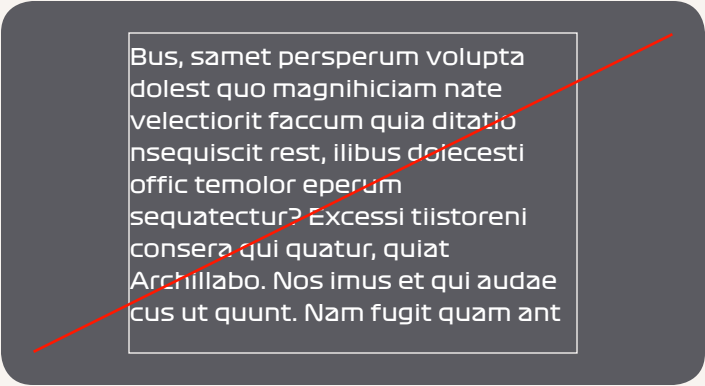 Bus, samet persperum volupta
dolest quo magnihiciam nate
velectiorit faccum quia ditatio
nsequiscit rest, ilibus dolecesti
offic temolor eperum
sequatectur? Excessi tiistoreni
consera qui quatur, quiat
Archillabo. Nos imus et qui audae
cus ut quunt. Nam fugit quam ant